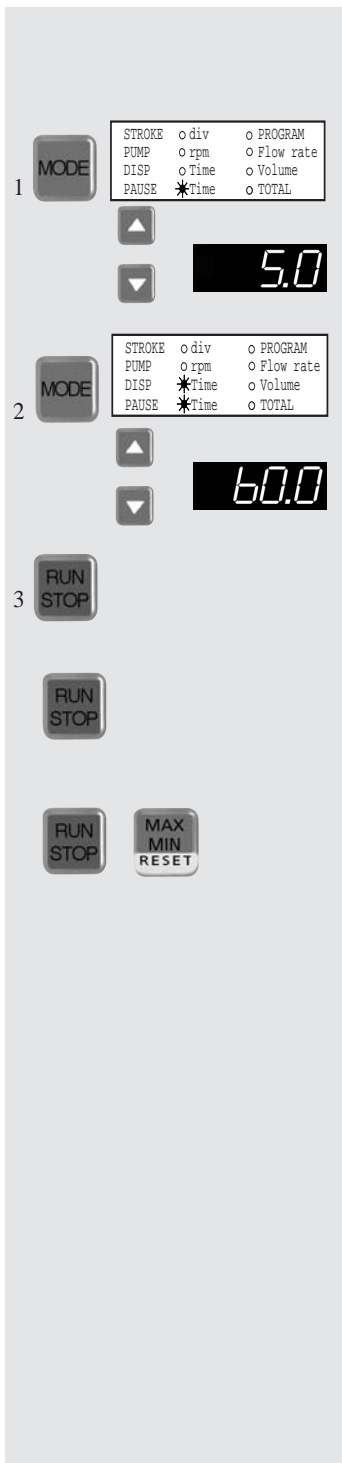 STROKE o div o PROGRAM
PUMP o rpm o Flow rate
DISP o Time o Volume
PAUSE ☀Time o TOTAL
1 MODE
5.0
STROKE o div o PROGRAM
PUMP o rpm o Flow rate
DISP ☀Time o Volume
PAUSE ☀Time o TOTAL
2 MODE
60.0
RUN
3 STOP
RUN
STOP
RUN
STOP
MAX
MIN
RESET